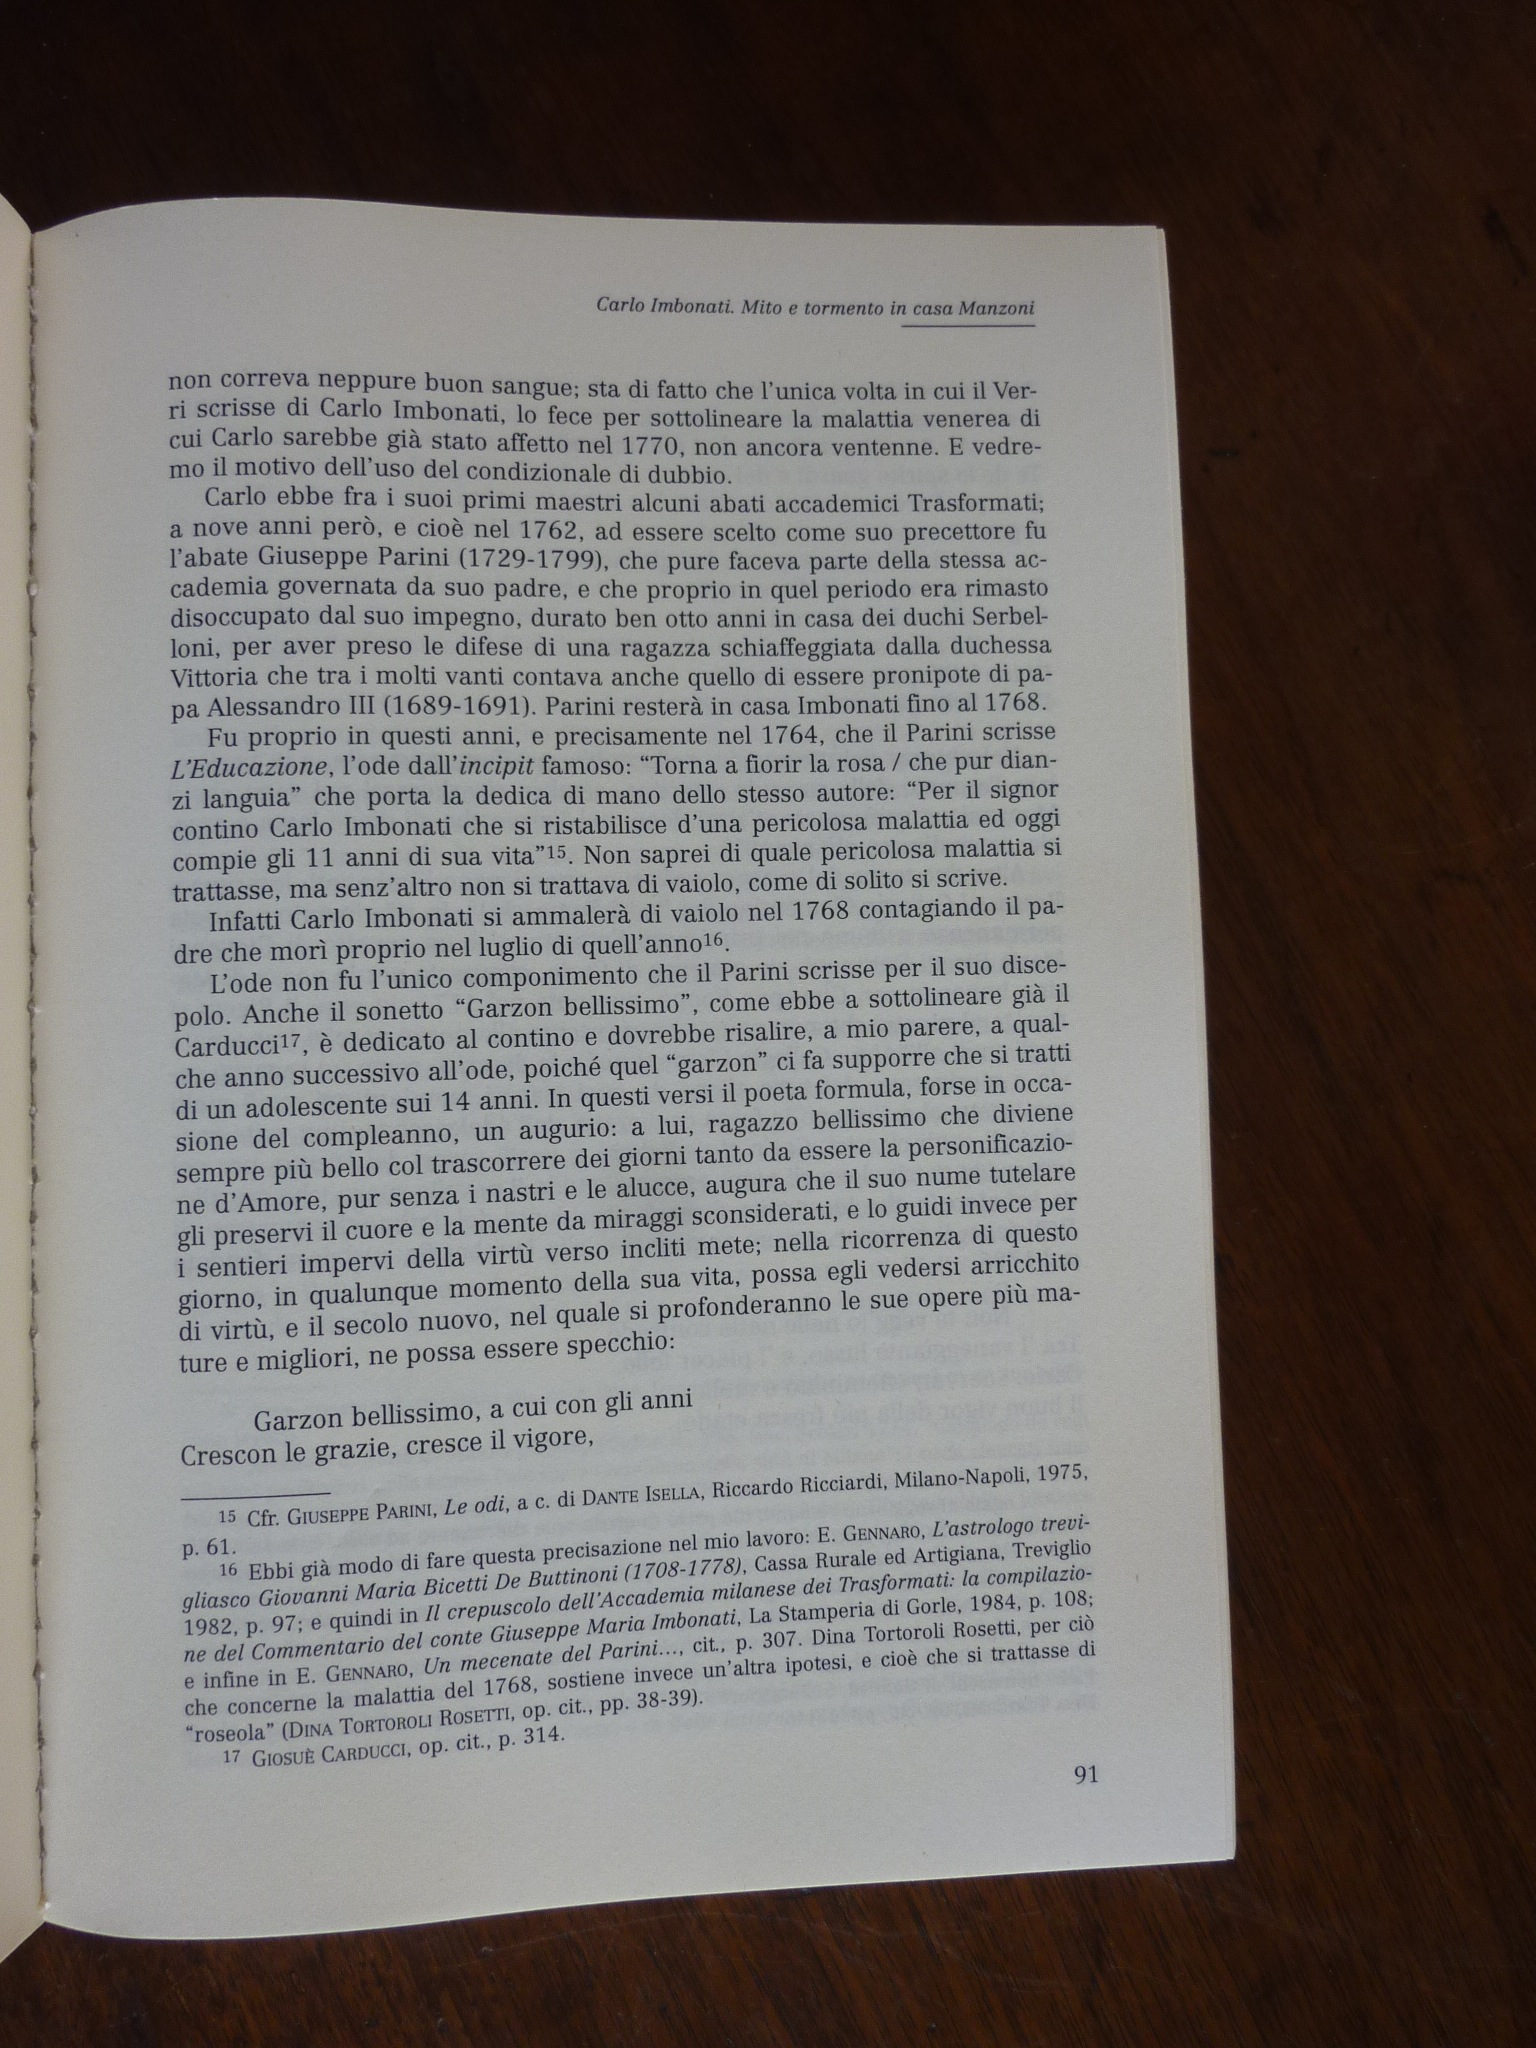 Carlo Imbonati. Mito e tormento in casa Manzoni
non correva neppure buon sangue; sta di fatto che l'unica volta in cui il Ver-
ri scrisse di Carlo Imbonati, lo fece per sottolineare la malattia venerea di
cui Carlo sarebbe già stato affetto nel 1770, non ancora ventenne. E vedre-
mo il motivo dell'uso del condizionale di dubbio.
Carlo ebbe fra i suoi primi maestri alcuni abati accademici Trasformati;
a nove anni però, e cioè nel 1762, ad essere scelto come suo precettore fu
l'abate Giuseppe Parini (1729-1799), che pure faceva parte della stessa ac-
cademia governata da suo padre, e che proprio in quel periodo era rimasto
disoccupato dal suo impegno, durato ben otto anni in casa dei duchi Serbel-
loni, per aver preso le difese di una ragazza schiaffeggiata dalla duchessa
Vittoria che tra i molti vanti contava anche quello di essere pronipote di pa-
pa Alessandro III (1689-1691). Parini resterà in casa Imbonati fino al 1768.
Fu proprio in questi anni, e precisamente nel 1764, che il Parini scrisse
L'Educazione, l'ode dall'incipit famoso: “Torna a fiorir la rosa / che pur dian-
zi languia” che porta la dedica di mano dello stesso autore: “Per il signor
contino Carlo Imbonati che si ristabilisce d'una pericolosa malattia ed oggi
compie gli 11 anni di sua vita”15. Non saprei di quale pericolosa malattia si
trattasse, ma senz'altro non si trattava di vaiolo, come di solito si scrive.
Infatti Carlo Imbonati si ammalerà di vaiolo nel 1768 contagiando il pa-
dre che morì proprio nel luglio di quell'anno16.
L'ode non fu l'unico componimento che il Parini scrisse per il suo disce-
polo. Anche il sonetto “Garzon bellissimo”, come ebbe a sottolineare già il
Carducci17, è dedicato al contino e dovrebbe risalire, a mio parere, a qual-
che anno successivo all'ode, poiché quel “garzon” ci fa supporre che si tratti
di un adolescente sui 14 anni. In questi versi il poeta formula, forse in occa-
sione del compleanno, un augurio: a lui, ragazzo bellissimo che diviene
sempre più bello col trascorrere dei giorni tanto da essere la personificazio-
ne d'Amore, pur senza i nastri e le alucce, augura che il suo nume tutelare
gli preservi il cuore e la mente da miraggi sconsiderati, e lo guidi invece per
i sentieri impervi della virtù verso incliti mete; nella ricorrenza di questo
giorno, in qualunque momento della sua vita, possa egli vedersi arricchito
di virtù, e il secolo nuovo, nel quale si profonderanno le sue opere più ma-
ture e migliori, ne possa essere specchio:
Garzon bellissimo, a cui con gli anni
Crescon le grazie, cresce il vigore,
15 Cfr. GIUSEPPE PARINI, Le odi, a c. di DANTE ISELLA, Riccardo Ricciardi, Milano-Napoli, 1975,
p. 61.
16 Ebbi già modo di fare questa precisazione nel mio lavoro: E. GENNARO, L'astrologo trevi-
gliasco Giovanni Maria Bicetti De Buttinoni (1708-1778), Cassa Rurale ed Artigiana, Treviglio
1982, p. 97; e quindi in Il crepuscolo dell'Accademia milanese dei Trasformati: la compilazio-
ne del Commentario del conte Giuseppe Maria Imbonati, La Stamperia di Gorle, 1984, p. 108;
e infine in E. GENNARO, Un mecenate del Parini..., cit., p. 307. Dina Tortoroli Rosetti, per ciò
che concerne la malattia del 1768, sostiene invece un'altra ipotesi, e cioè che si trattasse di
“roseola” (DINA TORTOROLI ROSETTI, op. cit., pp. 38-39).
17 GIOSUÈ CARDUCCI, op. cit., p. 314.
91